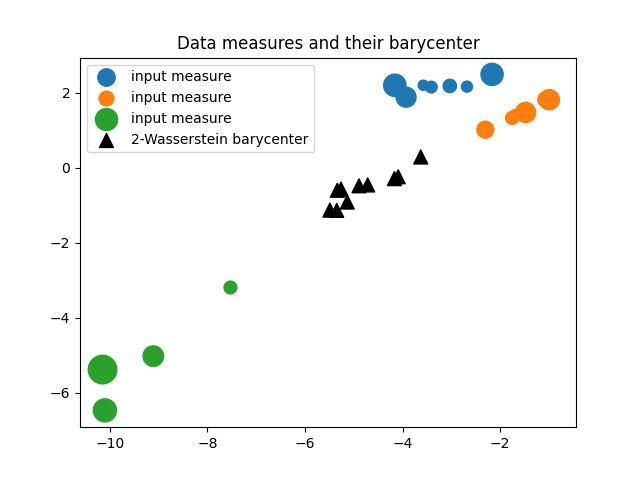 Data measures and their barycenter
input measure
input measure
input measure
2-Wasserstein barycenter
2
0
−2
−4
−6
−10 −8 −6 −4 −2